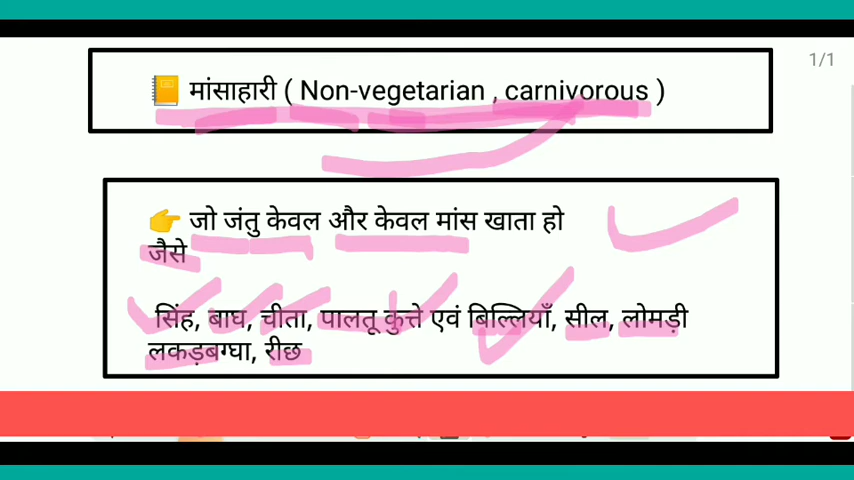 1/1
📒 मांसाहारी ( Non-vegetarian , carnivorous )
👉 जो जंतु केवल और केवल मांस खाता हो
जैसे
सिंह, बाघ, चीता, पालतू कुत्ते एवं बिल्लियाँ, सील, लोमड़ी
लकड़बग्घा, रीछ